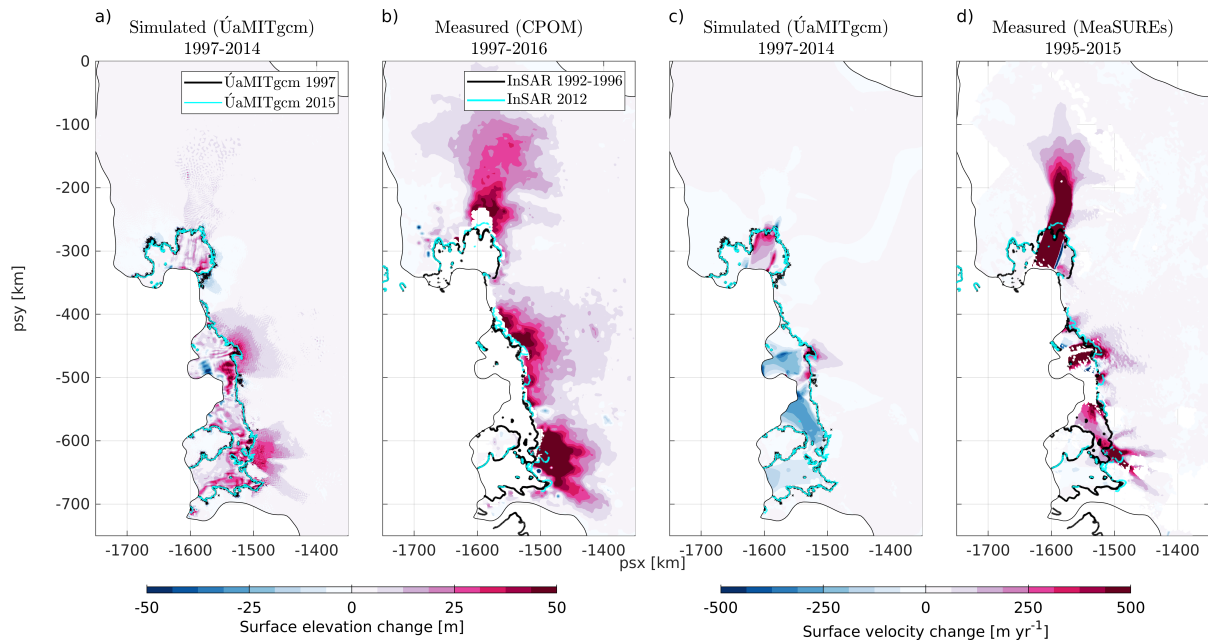 a)
Simulated (ÚaMITgcm)
1997-2014
b)
Measured (CPOM)
1997-2016
c)
Simulated (ÚaMITgcm)
1997-2014
d)
Measured (MeaSUREs)
1995-2015
ÚaMITgcm 1997
ÚaMITgcm 2015
InSAR 1992-1996
InSAR 2012
0
-100
-200
-300
-400
-500
-600
-700
psy [km]
-1700 -1600 -1500 -1400
-1700 -1600 -1500 -1400
-1700 -1600 -1500 -1400
-1700 -1600 -1500 -1400
psx [km]
-50 -25 0 25 50
Surface elevation change [m]
-500 -250 0 250 500
Surface velocity change [m yr⁻¹]